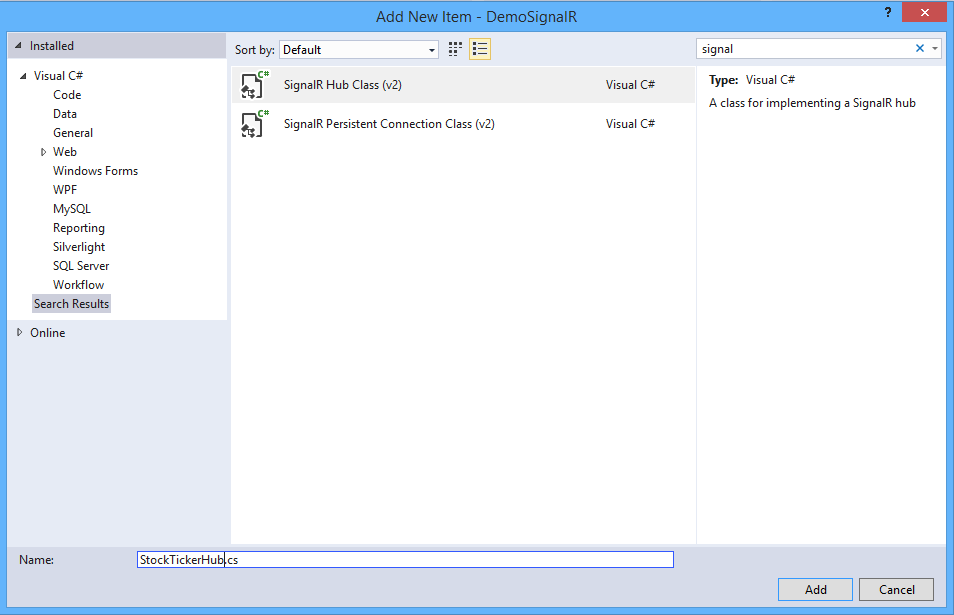 Add New Item - DemoSignalR
?
Installed
Sort by: Default
signal
Visual C#
Code
Data
General
Web
Windows Forms
WPF
MySQL
Reporting
Silverlight
SQL Server
Workflow
Search Results
Online
C# SignalR Hub Class (v2) Visual C#
C# SignalR Persistent Connection Class (v2) Visual C#
Type: Visual C#
A class for implementing a SignalR hub
Name: StockTickerHub.cs
Add Cancel